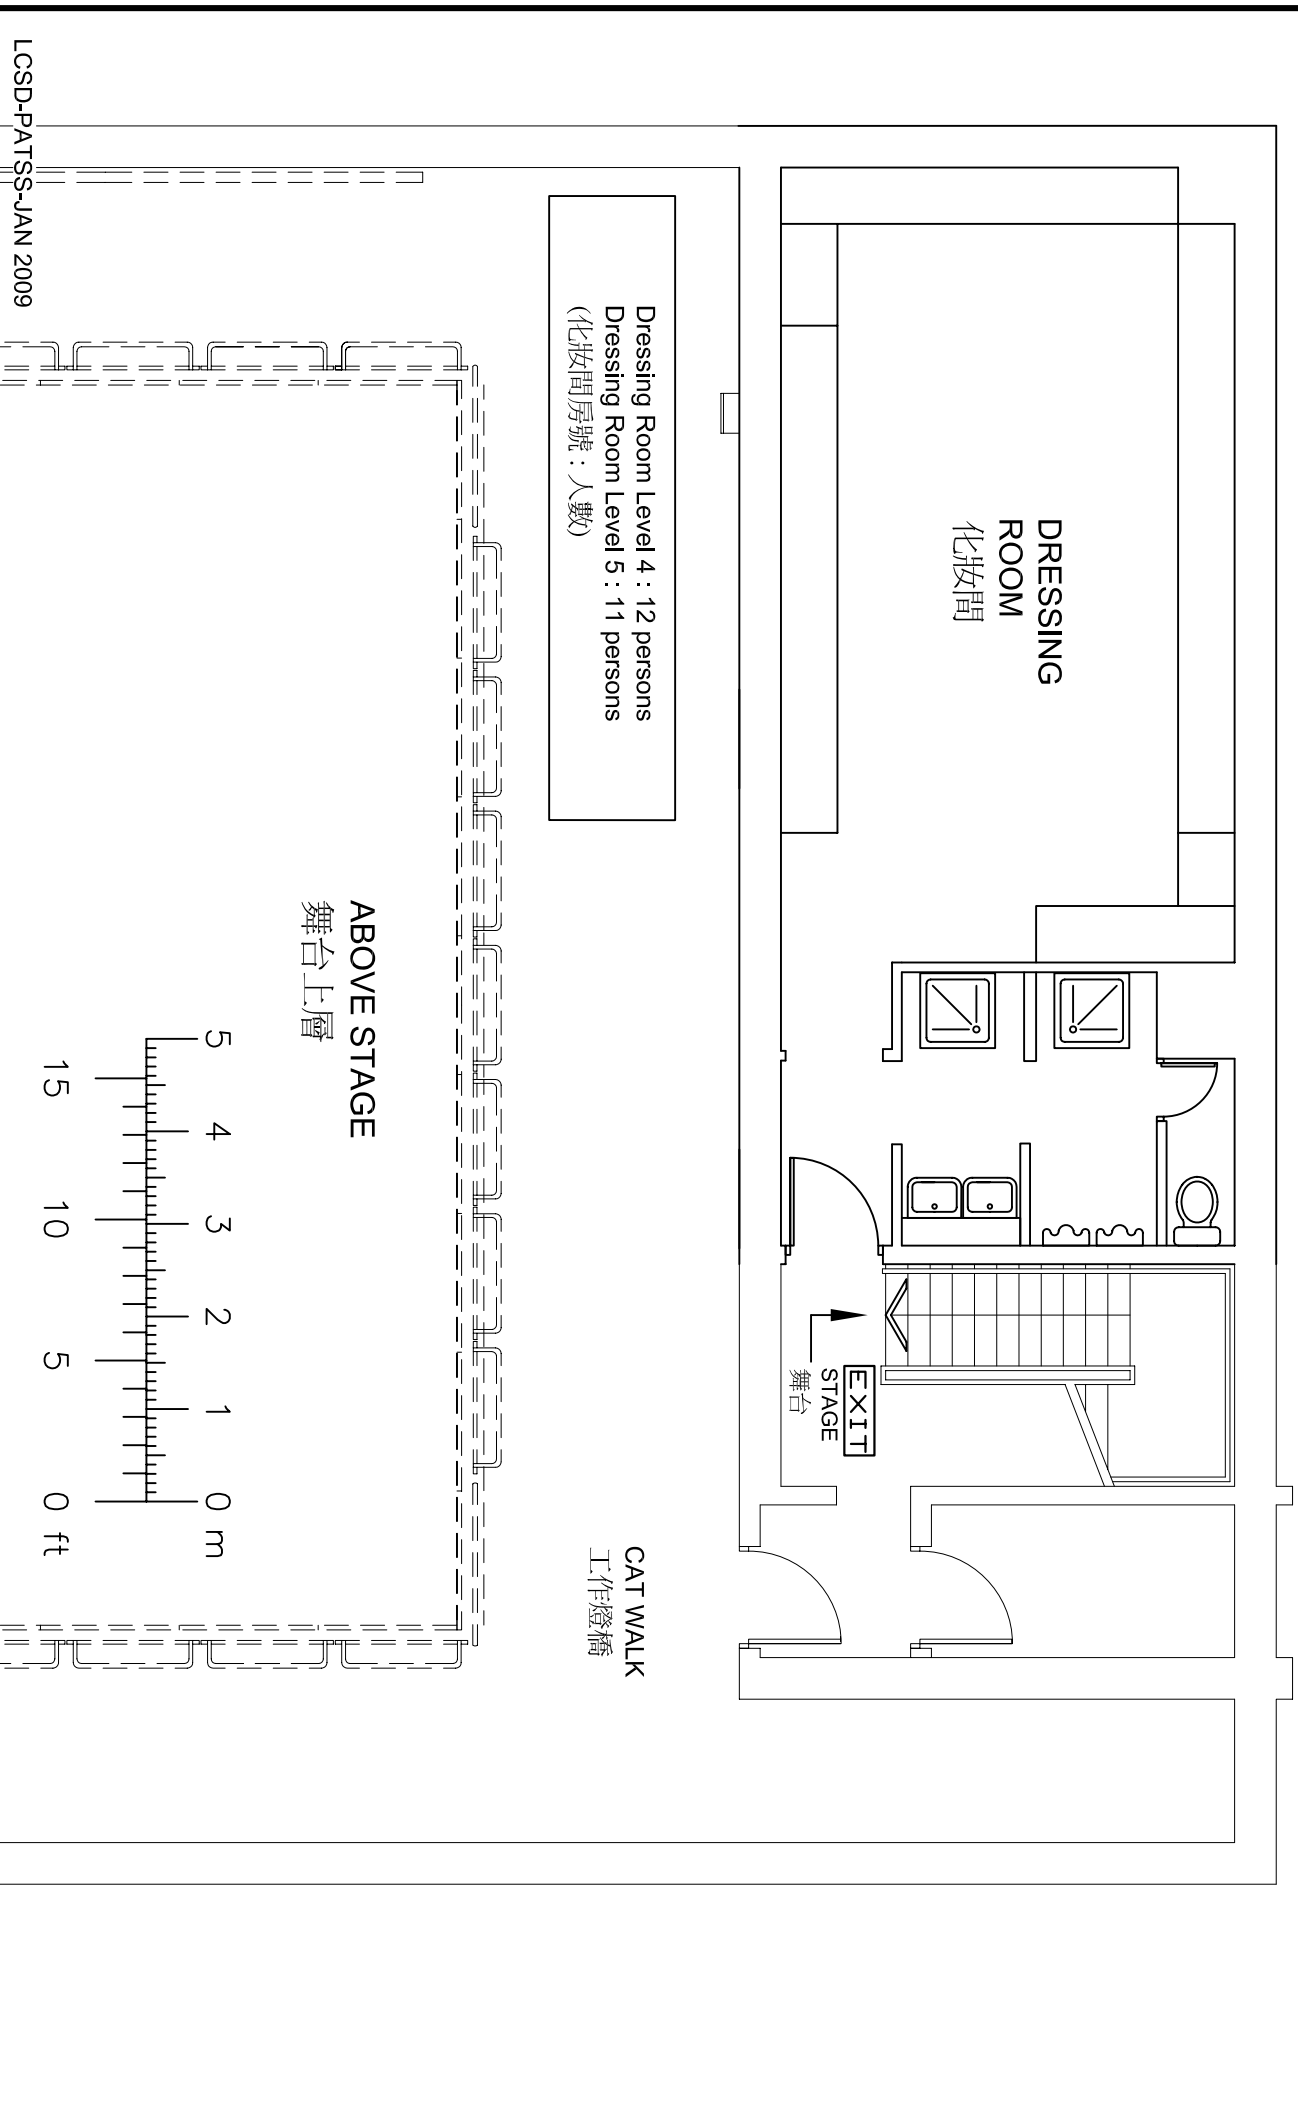 DRESSING
ROOM
化妝間
EXIT
STAGE
舞台
Dressing Room Level 4 : 12 persons
Dressing Room Level 5 : 11 persons
(化妝間房號：人數)
CAT WALK
工作燈橋
ABOVE STAGE
舞台上層
5 4 3 2 1 0 m
15 10 5 0 ft
LCSD-PATSS-JAN 2009